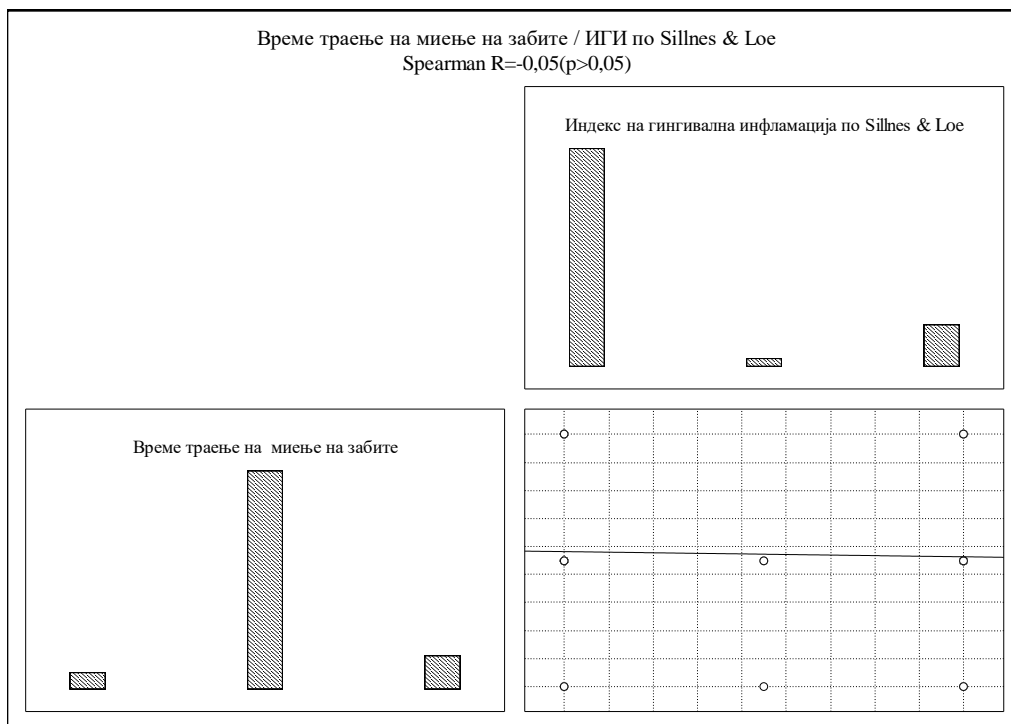 Време траење на миење на забите / ИГИ по Sillnes & Loe
Spearman R=-0,05(p>0,05)
Индекс на гингивална инфламација по Sillnes & Loe
Време траење на миење на забите